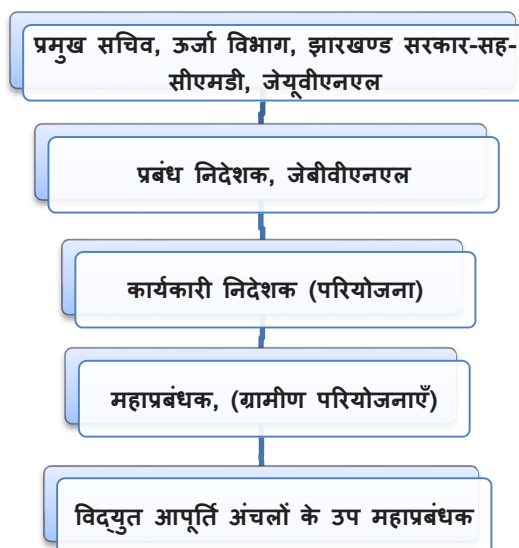 प्रमुख सचिव, ऊर्जा विभाग, झारखण्ड सरकार-सह-
सीएमडी, जेयूवीएनएल
प्रबंध निदेशक, जेबीवीएनएल
कार्यकारी निदेशक (परियोजना)
महाप्रबंधक, (ग्रामीण परियोजनाएँ)
विद्युत आपूर्ति अंचलों के उप महाप्रबंधक